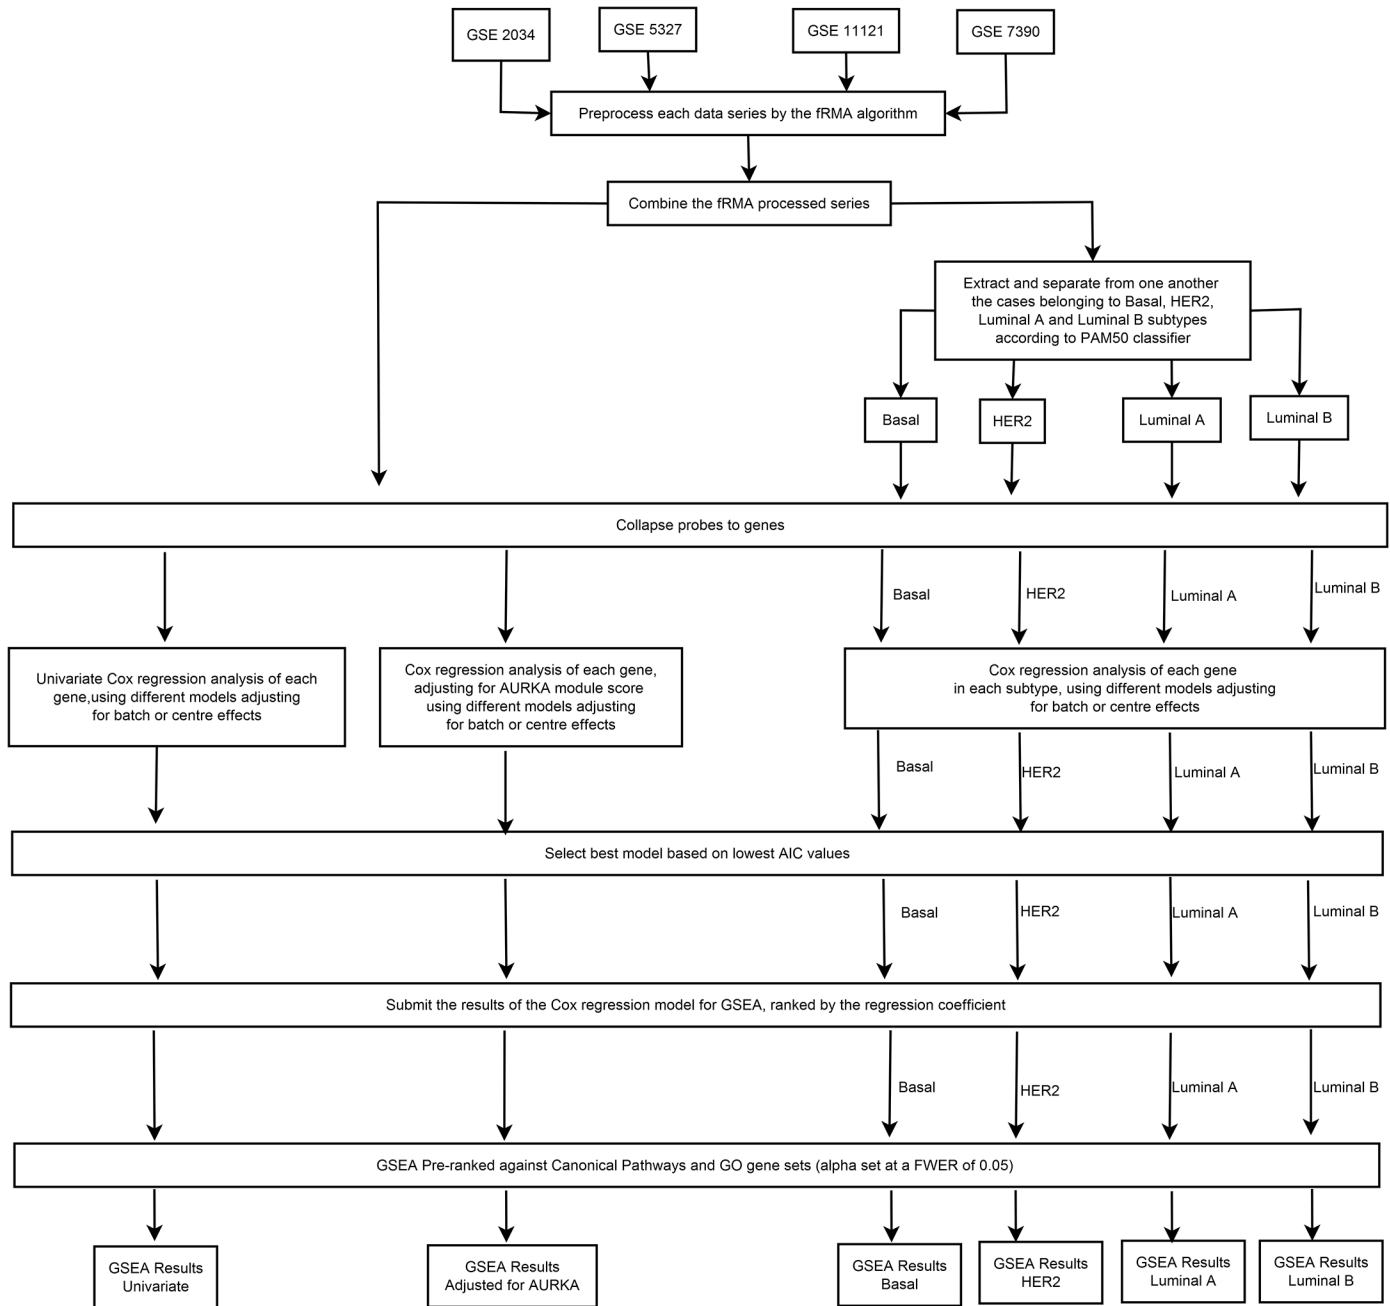 GSE 2034
GSE 5327
GSE 11121
GSE 7390
Preprocess each data series by the fRMA algorithm
Combine the fRMA processed series
Extract and separate from one another
the cases belonging to Basal, HER2,
Luminal A and Luminal B subtypes
according to PAM50 classifier
Basal
HER2
Luminal A
Luminal B
Collapse probes to genes
Basal
HER2
Luminal A
Luminal B
Univariate Cox regression analysis of each
gene,using different models adjusting
for batch or centre effects
Cox regression analysis of each gene,
adjusting for AURKA module score
using different models adjusting
for batch or centre effects
Cox regression analysis of each gene
in each subtype, using different models adjusting
for batch or centre effects
Basal
HER2
Luminal A
Luminal B
Select best model based on lowest AIC values
Basal
HER2
Luminal A
Luminal B
Submit the results of the Cox regression model for GSEA, ranked by the regression coefficient
Basal
HER2
Luminal A
Luminal B
GSEA Pre-ranked against Canonical Pathways and GO gene sets (alpha set at a FWER of 0.05)
GSEA Results
Univariate
GSEA Results
Adjusted for AURKA
GSEA Results
Basal
GSEA Results
HER2
GSEA Results
Luminal A
GSEA Results
Luminal B